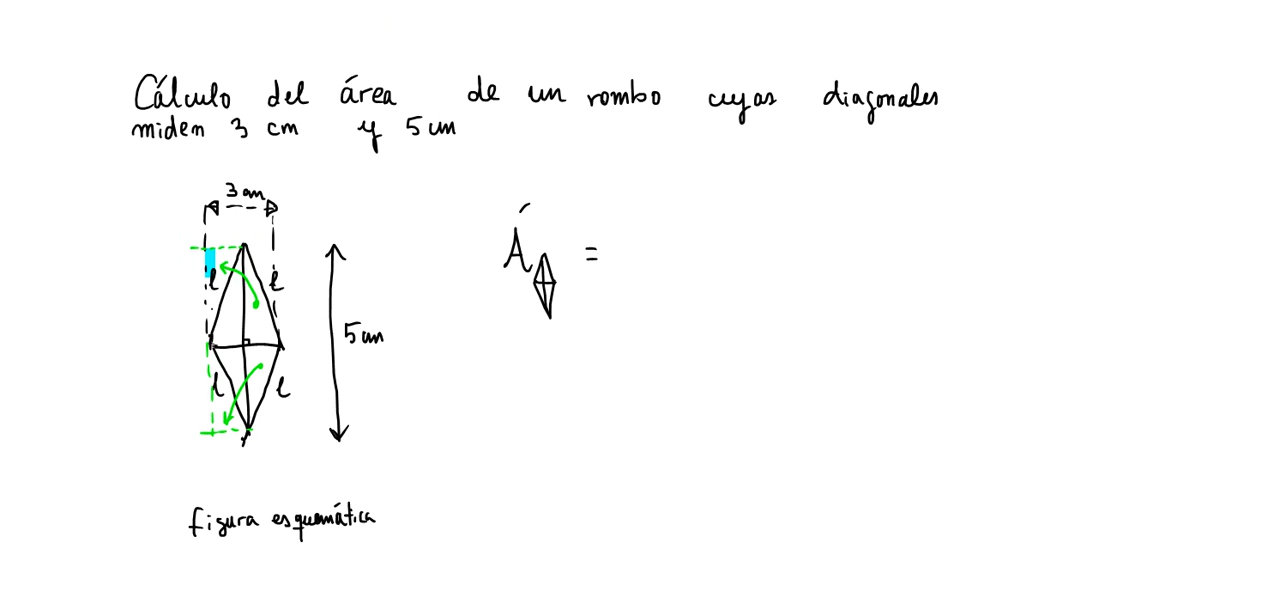 Cálculo del área de un rombo cuyas diagonales
miden 3 cm y 5 cm
3 cm
l l
5 cm
l l
Á =
figura esquemática